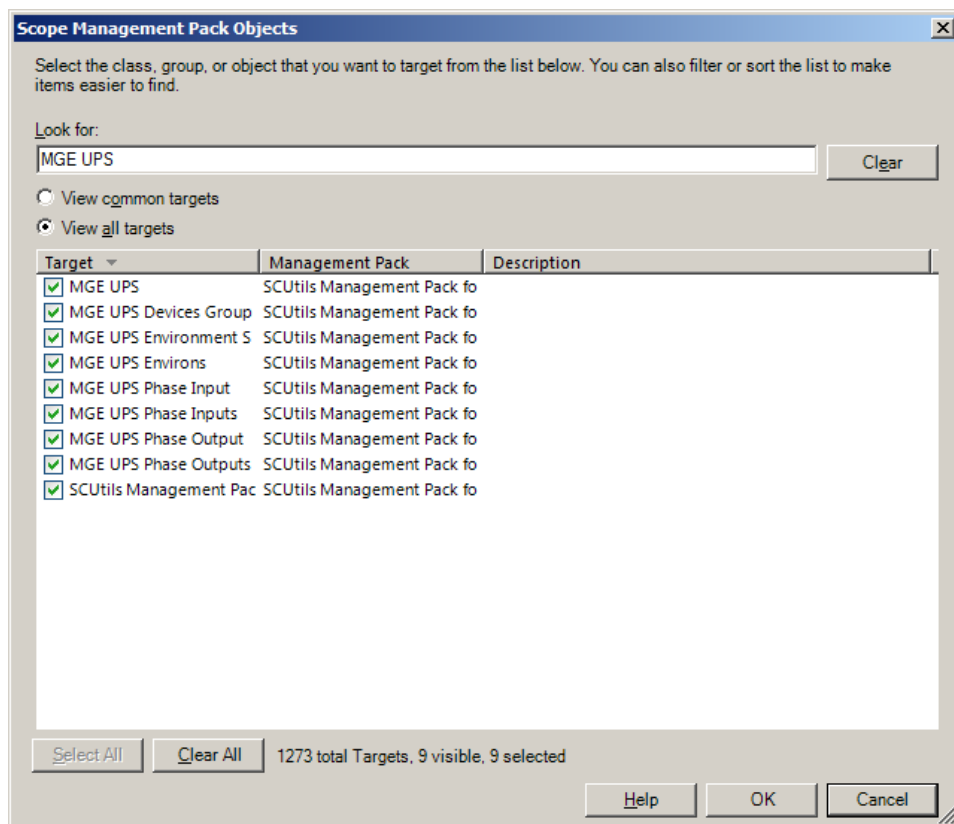 Scope Management Pack Objects
Select the class, group, or object that you want to target from the list below. You can also filter or sort the list to make
items easier to find.
Look for:
MGE UPS
Clear
View common targets
View all targets
Target Management Pack Description
MGE UPS SCUtils Management Pack fo
MGE UPS Devices Group SCUtils Management Pack fo
MGE UPS Environment S SCUtils Management Pack fo
MGE UPS Environs SCUtils Management Pack fo
MGE UPS Phase Input SCUtils Management Pack fo
MGE UPS Phase Inputs SCUtils Management Pack fo
MGE UPS Phase Output SCUtils Management Pack fo
MGE UPS Phase Outputs SCUtils Management Pack fo
SCUtils Management Pac SCUtils Management Pack fo
Select All Clear All 1273 total Targets, 9 visible, 9 selected
Help OK Cancel